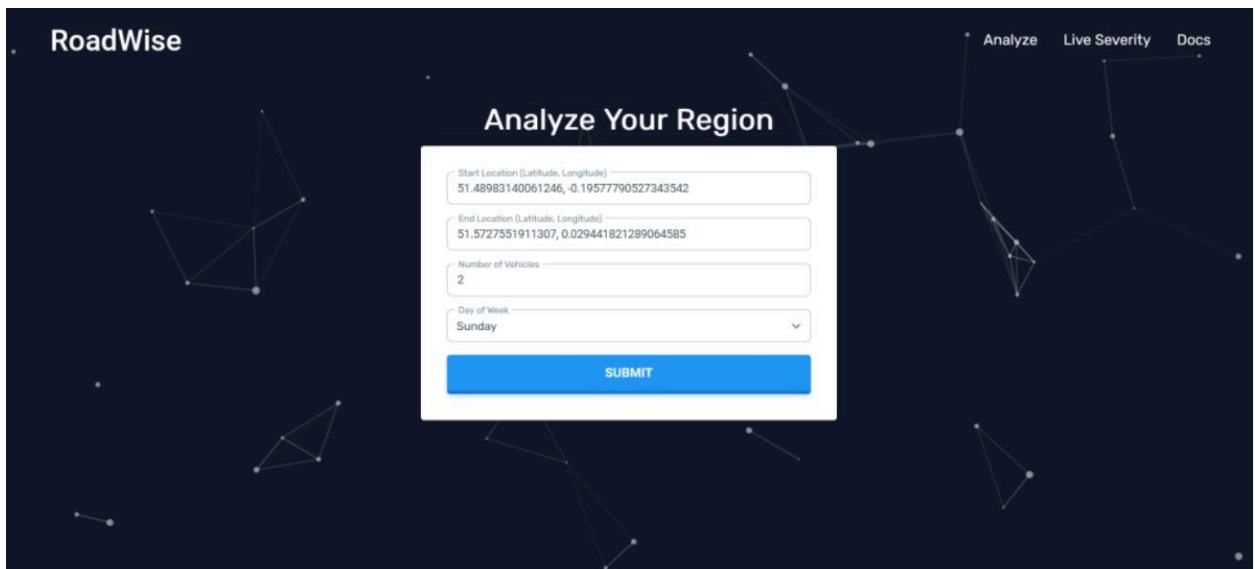 RoadWise
Analyze Live Severity Docs
Analyze Your Region
Start Location (Latitude, Longitude)
51.48983140061246, -0.19577790527343542
End Location (Latitude, Longitude)
51.5727551911307, 0.029441821289064585
Number of Vehicles
2
Day of Week
Sunday
SUBMIT